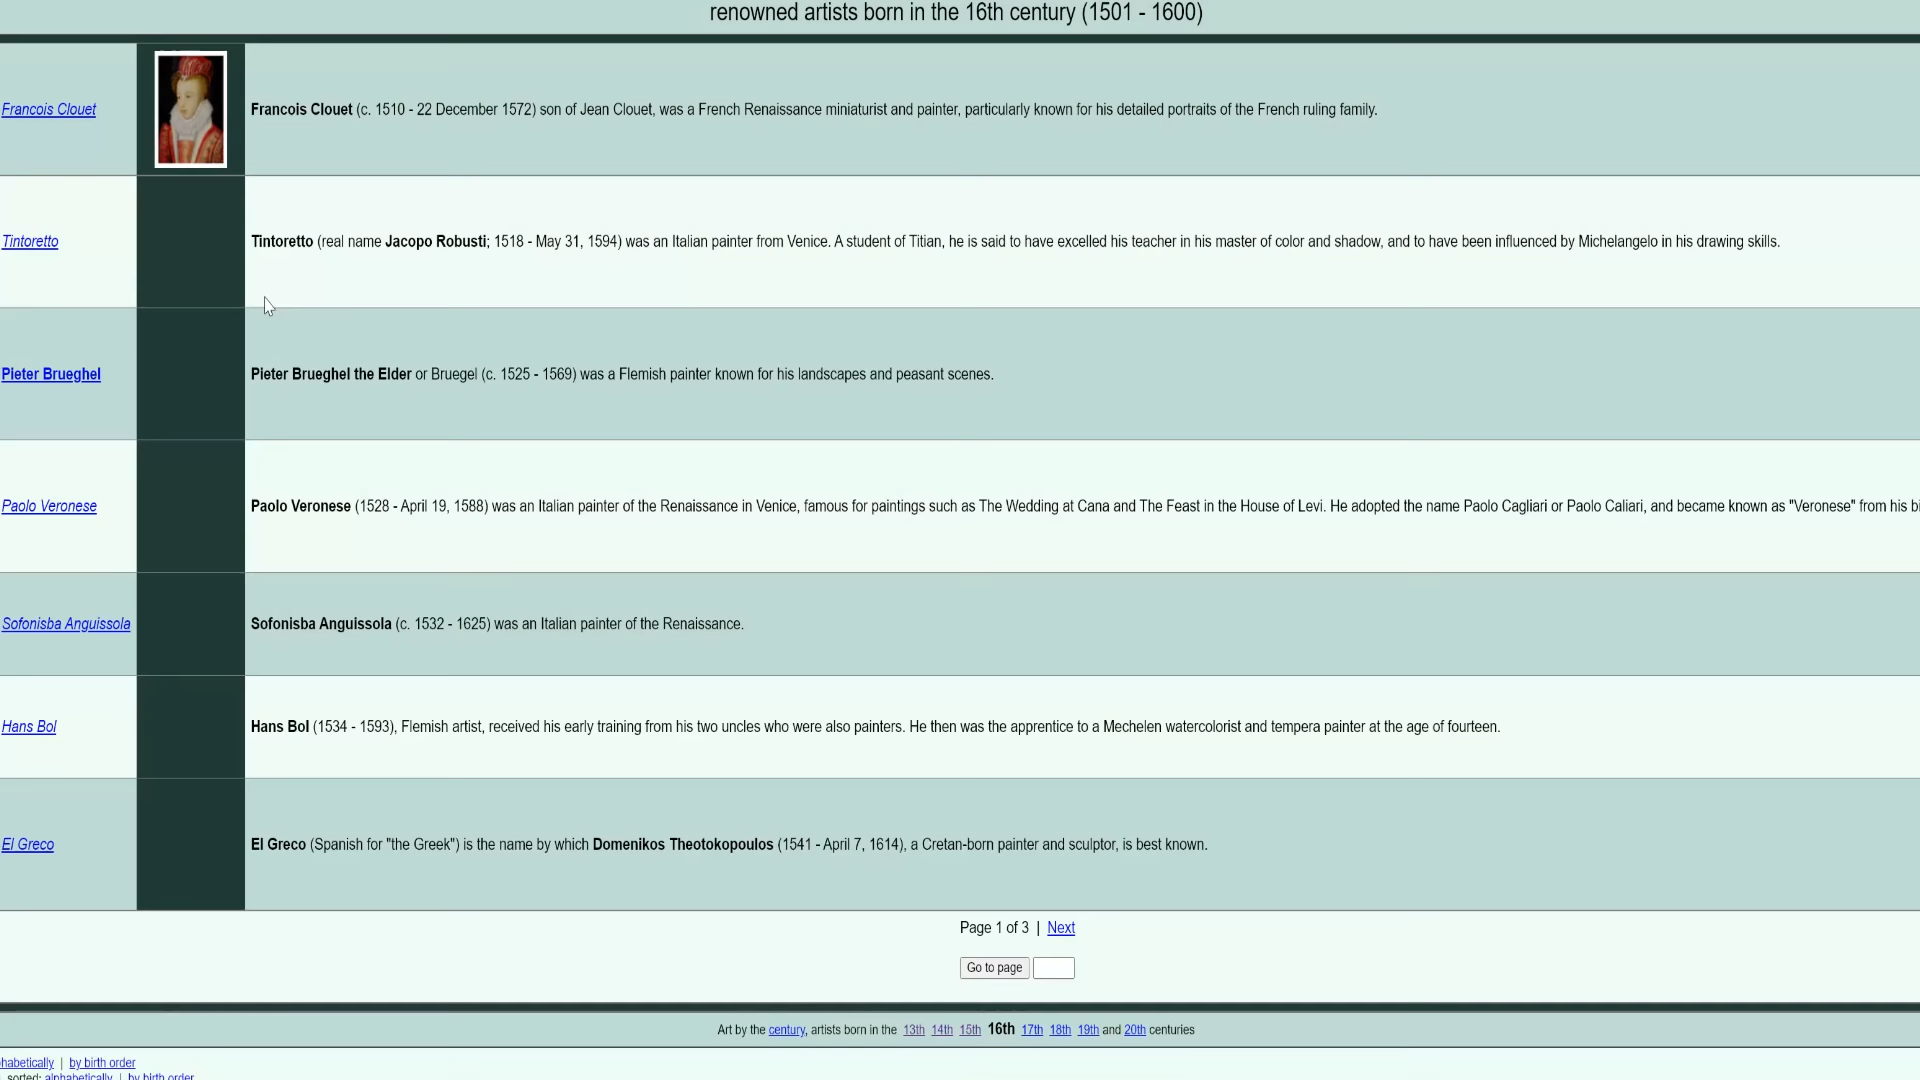 renowned artists born in the 16th century (1501 - 1600)
Francois Clouet
Francois Clouet (c. 1510 - 22 December 1572) son of Jean Clouet, was a French Renaissance miniaturist and painter, particularly known for his detailed portraits of the French ruling family.
Tintoretto
Tintoretto (real name Jacopo Robusti; 1518 - May 31, 1594) was an Italian painter from Venice. A student of Titian, he is said to have excelled his teacher in his master of color and shadow, and to have been influenced by Michelangelo in his drawing skills.
Pieter Brueghel
Pieter Brueghel the Elder or Bruegel (c. 1525 - 1569) was a Flemish painter known for his landscapes and peasant scenes.
Paolo Veronese
Paolo Veronese (1528 - April 19, 1588) was an Italian painter of the Renaissance in Venice, famous for paintings such as The Wedding at Cana and The Feast in the House of Levi. He adopted the name Paolo Cagliari or Paolo Caliari, and became known as "Veronese" from his bi
Sofonisba Anguissola
Sofonisba Anguissola (c. 1532 - 1625) was an Italian painter of the Renaissance.
Hans Bol
Hans Bol (1534 - 1593), Flemish artist, received his early training from his two uncles who were also painters. He then was the apprentice to a Mechelen watercolorist and tempera painter at the age of fourteen.
El Greco
El Greco (Spanish for "the Greek") is the name by which Domenikos Theotokopoulos (1541 - April 7, 1614), a Cretan-born painter and sculptor, is best known.
Page 1 of 3 | Next
Go to page
Art by the century, artists born in the 13th 14th 15th 16th 17th 18th 19th and 20th centuries
habetically | by birth order
sorted: alphabetically | by birth order